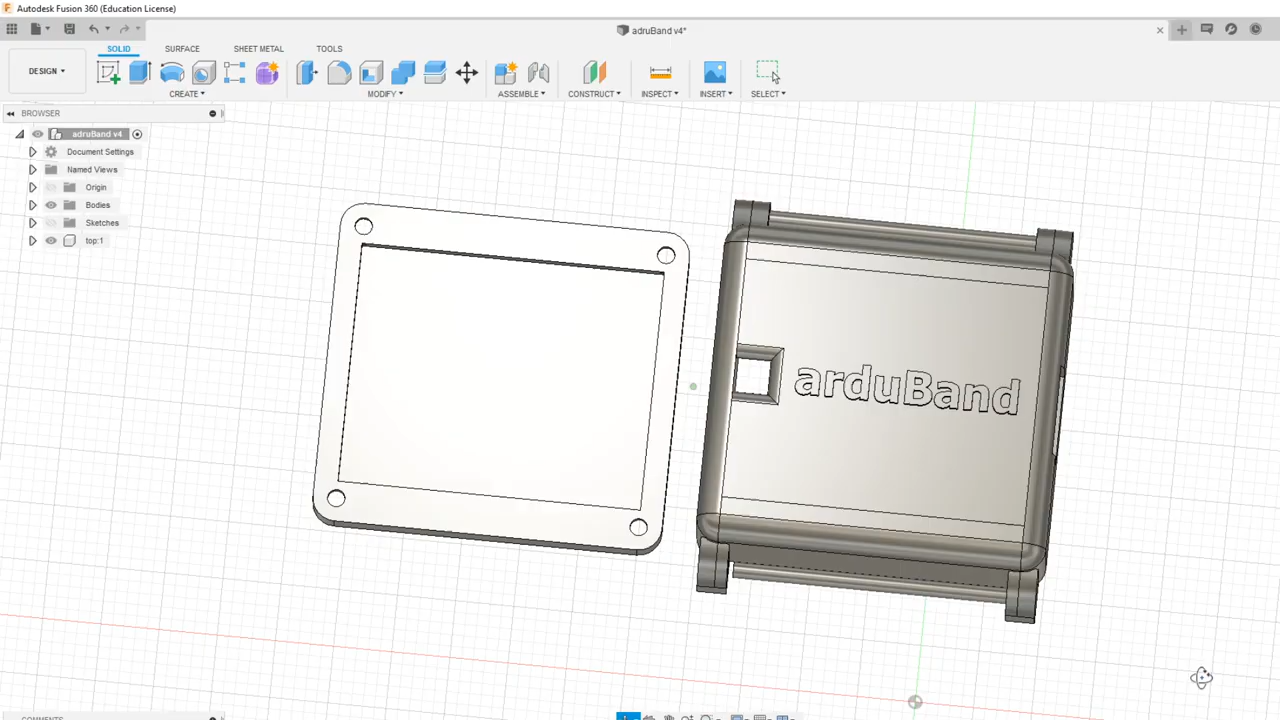 Autodesk Fusion 360 (Education License)
adruBand v4*
DESIGN
SOLID SURFACE SHEET METAL TOOLS
CREATE MODIFY ASSEMBLE CONSTRUCT INSPECT INSERT SELECT
BROWSER
adruBand v4
Document Settings
Named Views
Origin
Bodies
Sketches
top:1
arduBand
COMMENTS